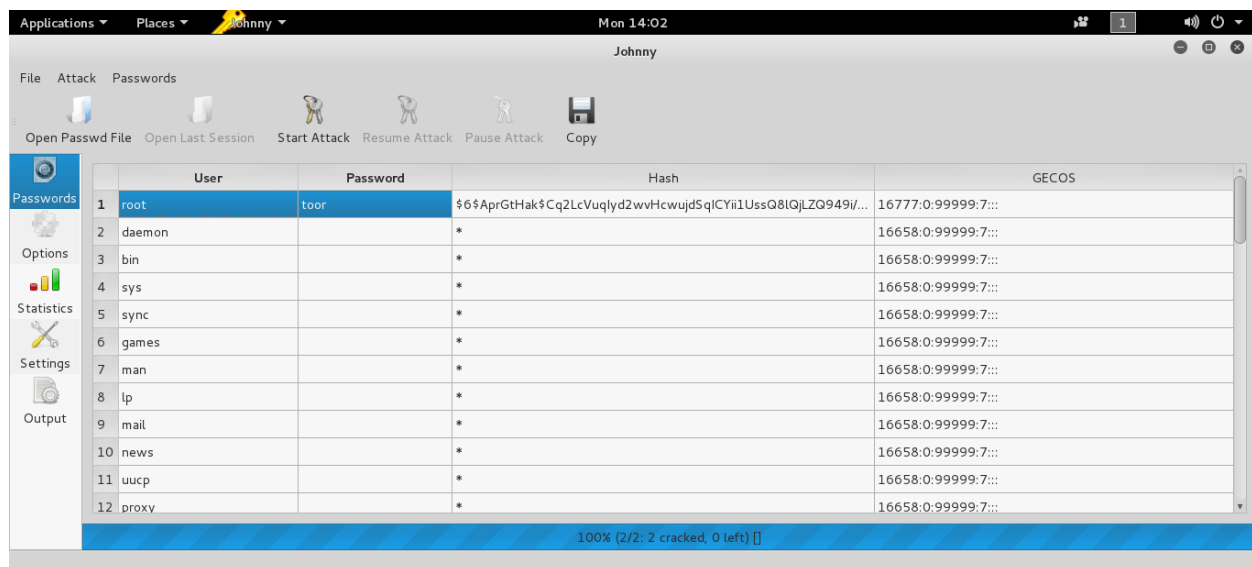 Applications Places Johnny Mon 14:02 1
Johnny
File Attack Passwords
Open Passwd File Open Last Session Start Attack Resume Attack Pause Attack Copy
Passwords
Options
Statistics
Settings
Output
User Password Hash GECOS
1 root toor $6$AprGtHak$Cq2LcVuqIyd2wvHcwujdSqICYii1UssQ8lQjLZQ949i/... 16777:0:99999:7:::
2 daemon * 16658:0:99999:7:::
3 bin * 16658:0:99999:7:::
4 sys * 16658:0:99999:7:::
5 sync * 16658:0:99999:7:::
6 games * 16658:0:99999:7:::
7 man * 16658:0:99999:7:::
8 lp * 16658:0:99999:7:::
9 mail * 16658:0:99999:7:::
10 news * 16658:0:99999:7:::
11 uucp * 16658:0:99999:7:::
12 proxy * 16658:0:99999:7:::
100% (2/2: 2 cracked, 0 left) []